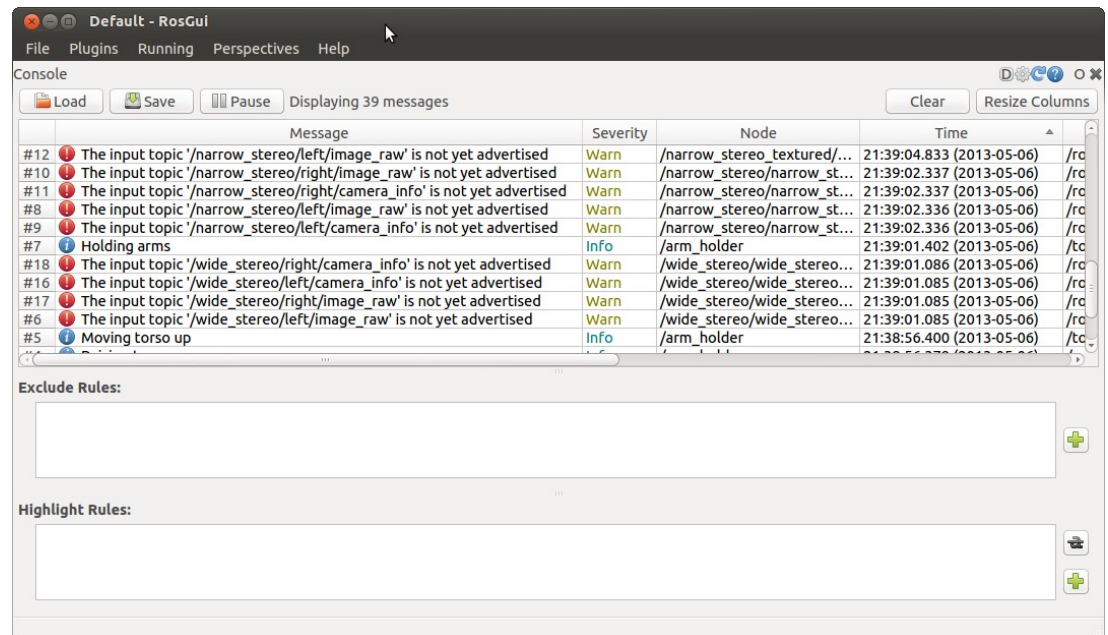 Default - RosGui
File Plugins Running Perspectives Help
Console D O
Load Save Pause Displaying 39 messages Clear Resize Columns
Message Severity Node Time
#12 The input topic '/narrow_stereo/left/image_raw' is not yet advertised Warn /narrow_stereo_textured/... 21:39:04.833 (2013-05-06) /ro
#10 The input topic '/narrow_stereo/right/image_raw' is not yet advertised Warn /narrow_stereo/narrow_st... 21:39:02.337 (2013-05-06) /ro
#11 The input topic '/narrow_stereo/right/camera_info' is not yet advertised Warn /narrow_stereo/narrow_st... 21:39:02.337 (2013-05-06) /ro
#8 The input topic '/narrow_stereo/left/image_raw' is not yet advertised Warn /narrow_stereo/narrow_st... 21:39:02.336 (2013-05-06) /ro
#9 The input topic '/narrow_stereo/left/camera_info' is not yet advertised Warn /narrow_stereo/narrow_st... 21:39:02.336 (2013-05-06) /ro
#7 Holding arms Info /arm_holder 21:39:01.402 (2013-05-06) /to
#18 The input topic '/wide_stereo/right/camera_info' is not yet advertised Warn /wide_stereo/wide_stereo... 21:39:01.086 (2013-05-06) /ro
#16 The input topic '/wide_stereo/left/camera_info' is not yet advertised Warn /wide_stereo/wide_stereo... 21:39:01.085 (2013-05-06) /ro
#17 The input topic '/wide_stereo/right/image_raw' is not yet advertised Warn /wide_stereo/wide_stereo... 21:39:01.085 (2013-05-06) /ro
#6 The input topic '/wide_stereo/left/image_raw' is not yet advertised Warn /wide_stereo/wide_stereo... 21:39:01.085 (2013-05-06) /ro
#5 Moving torso up Info /arm_holder 21:38:56.400 (2013-05-06) /to
Exclude Rules:
Highlight Rules: